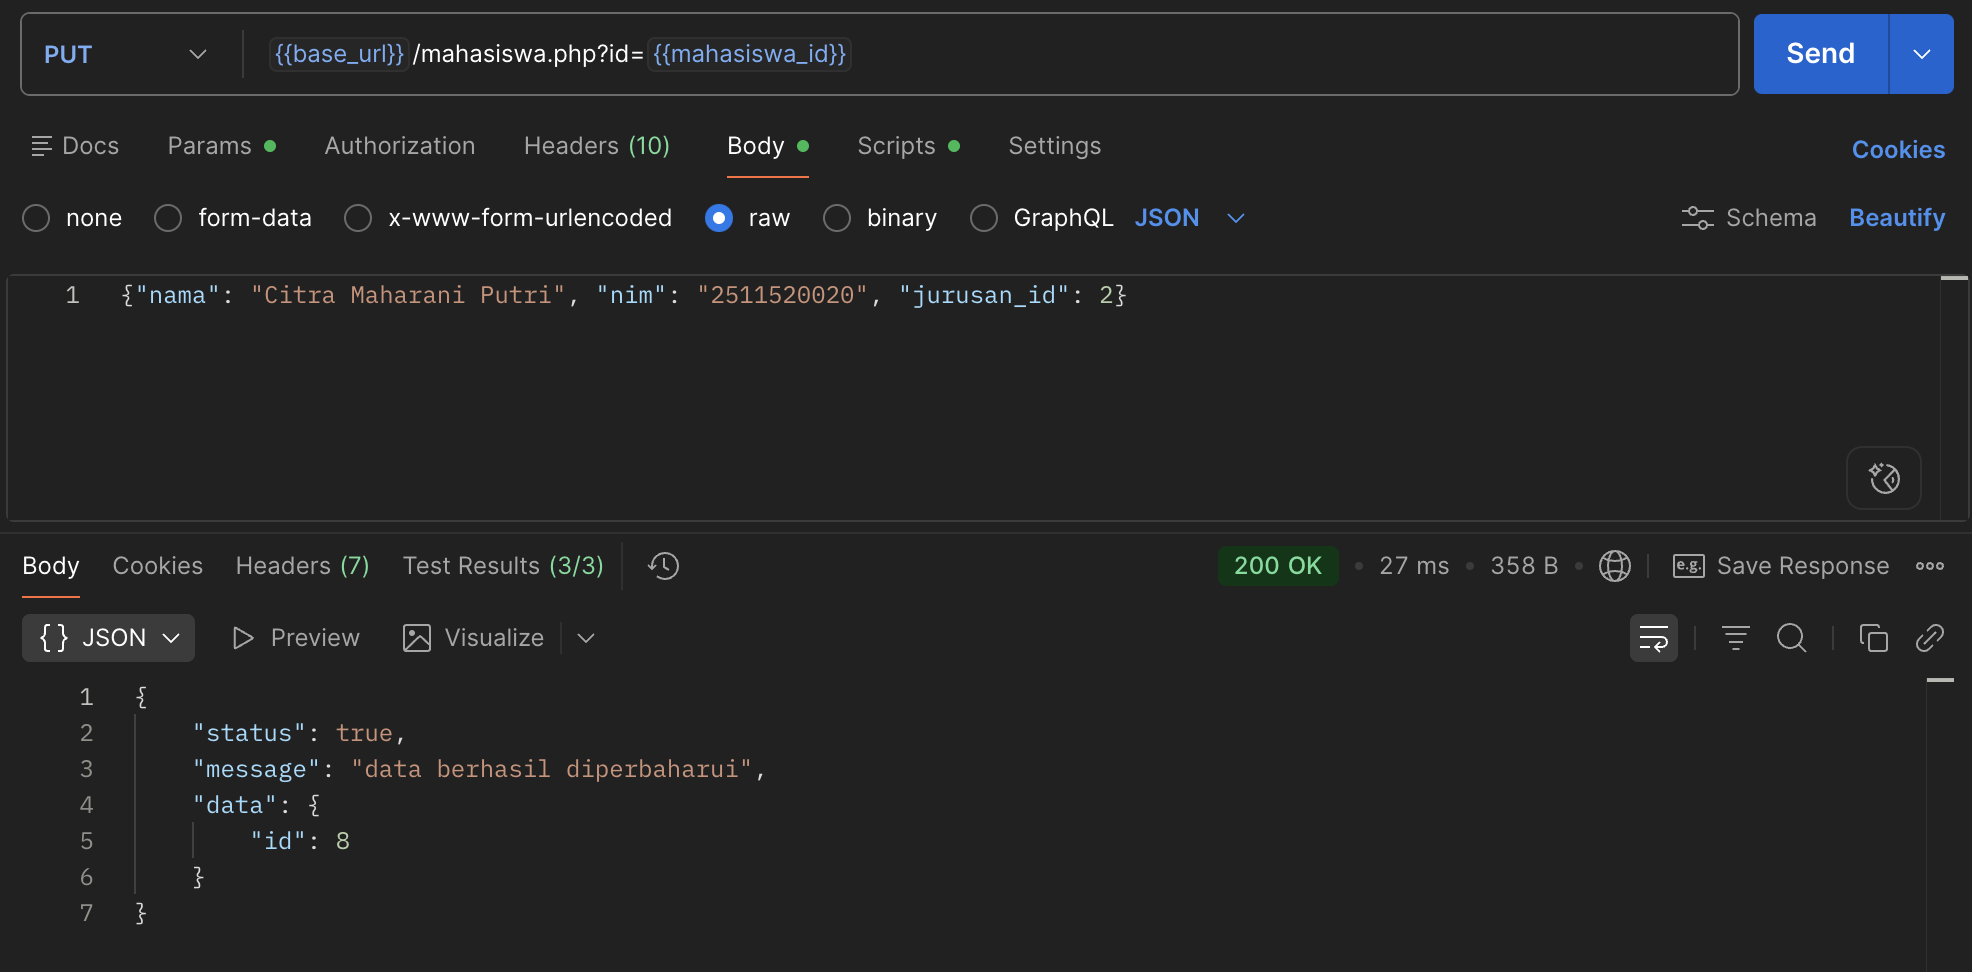 PUT {{base_url}}/mahasiswa.php?id={{mahasiswa_id}} Send
Docs Params Authorization Headers (10) Body Scripts Settings Cookies
none form-data x-www-form-urlencoded raw binary GraphQL JSON Schema Beautify
1 {"nama": "Citra Maharani Putri", "nim": "2511520020", "jurusan_id": 2}
Body Cookies Headers (7) Test Results (3/3) 200 OK • 27 ms • 358 B • e.g. Save Response
{} JSON Preview Visualize
1 {
2 "status": true,
3 "message": "data berhasil diperbaharui",
4 "data": {
5 "id": 8
6 }
7 }